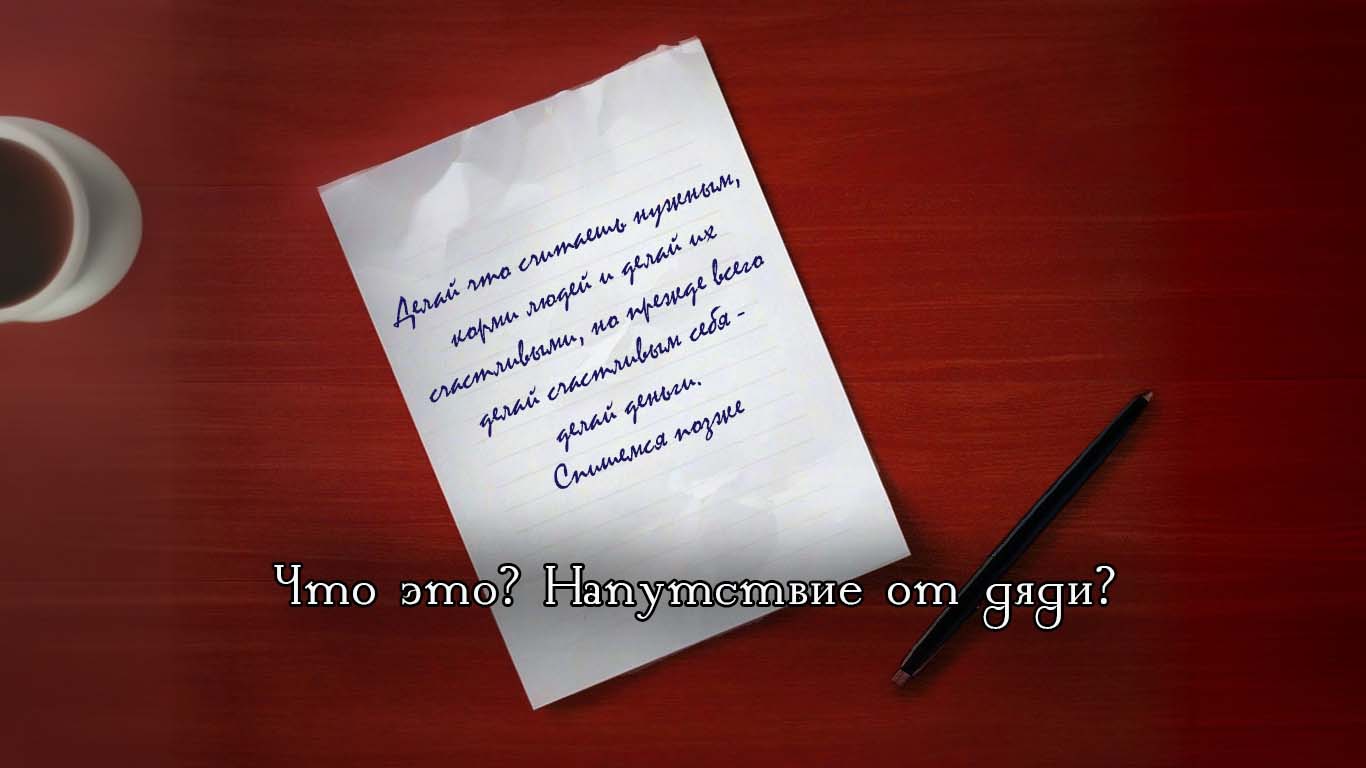 Делай что считаешь нужным,
корми людей и делай их
счастливыми, но прежде всего
делай счастливым себя -
делай деньги.
Спишемся позже
Что это? Напутствие от дяди?